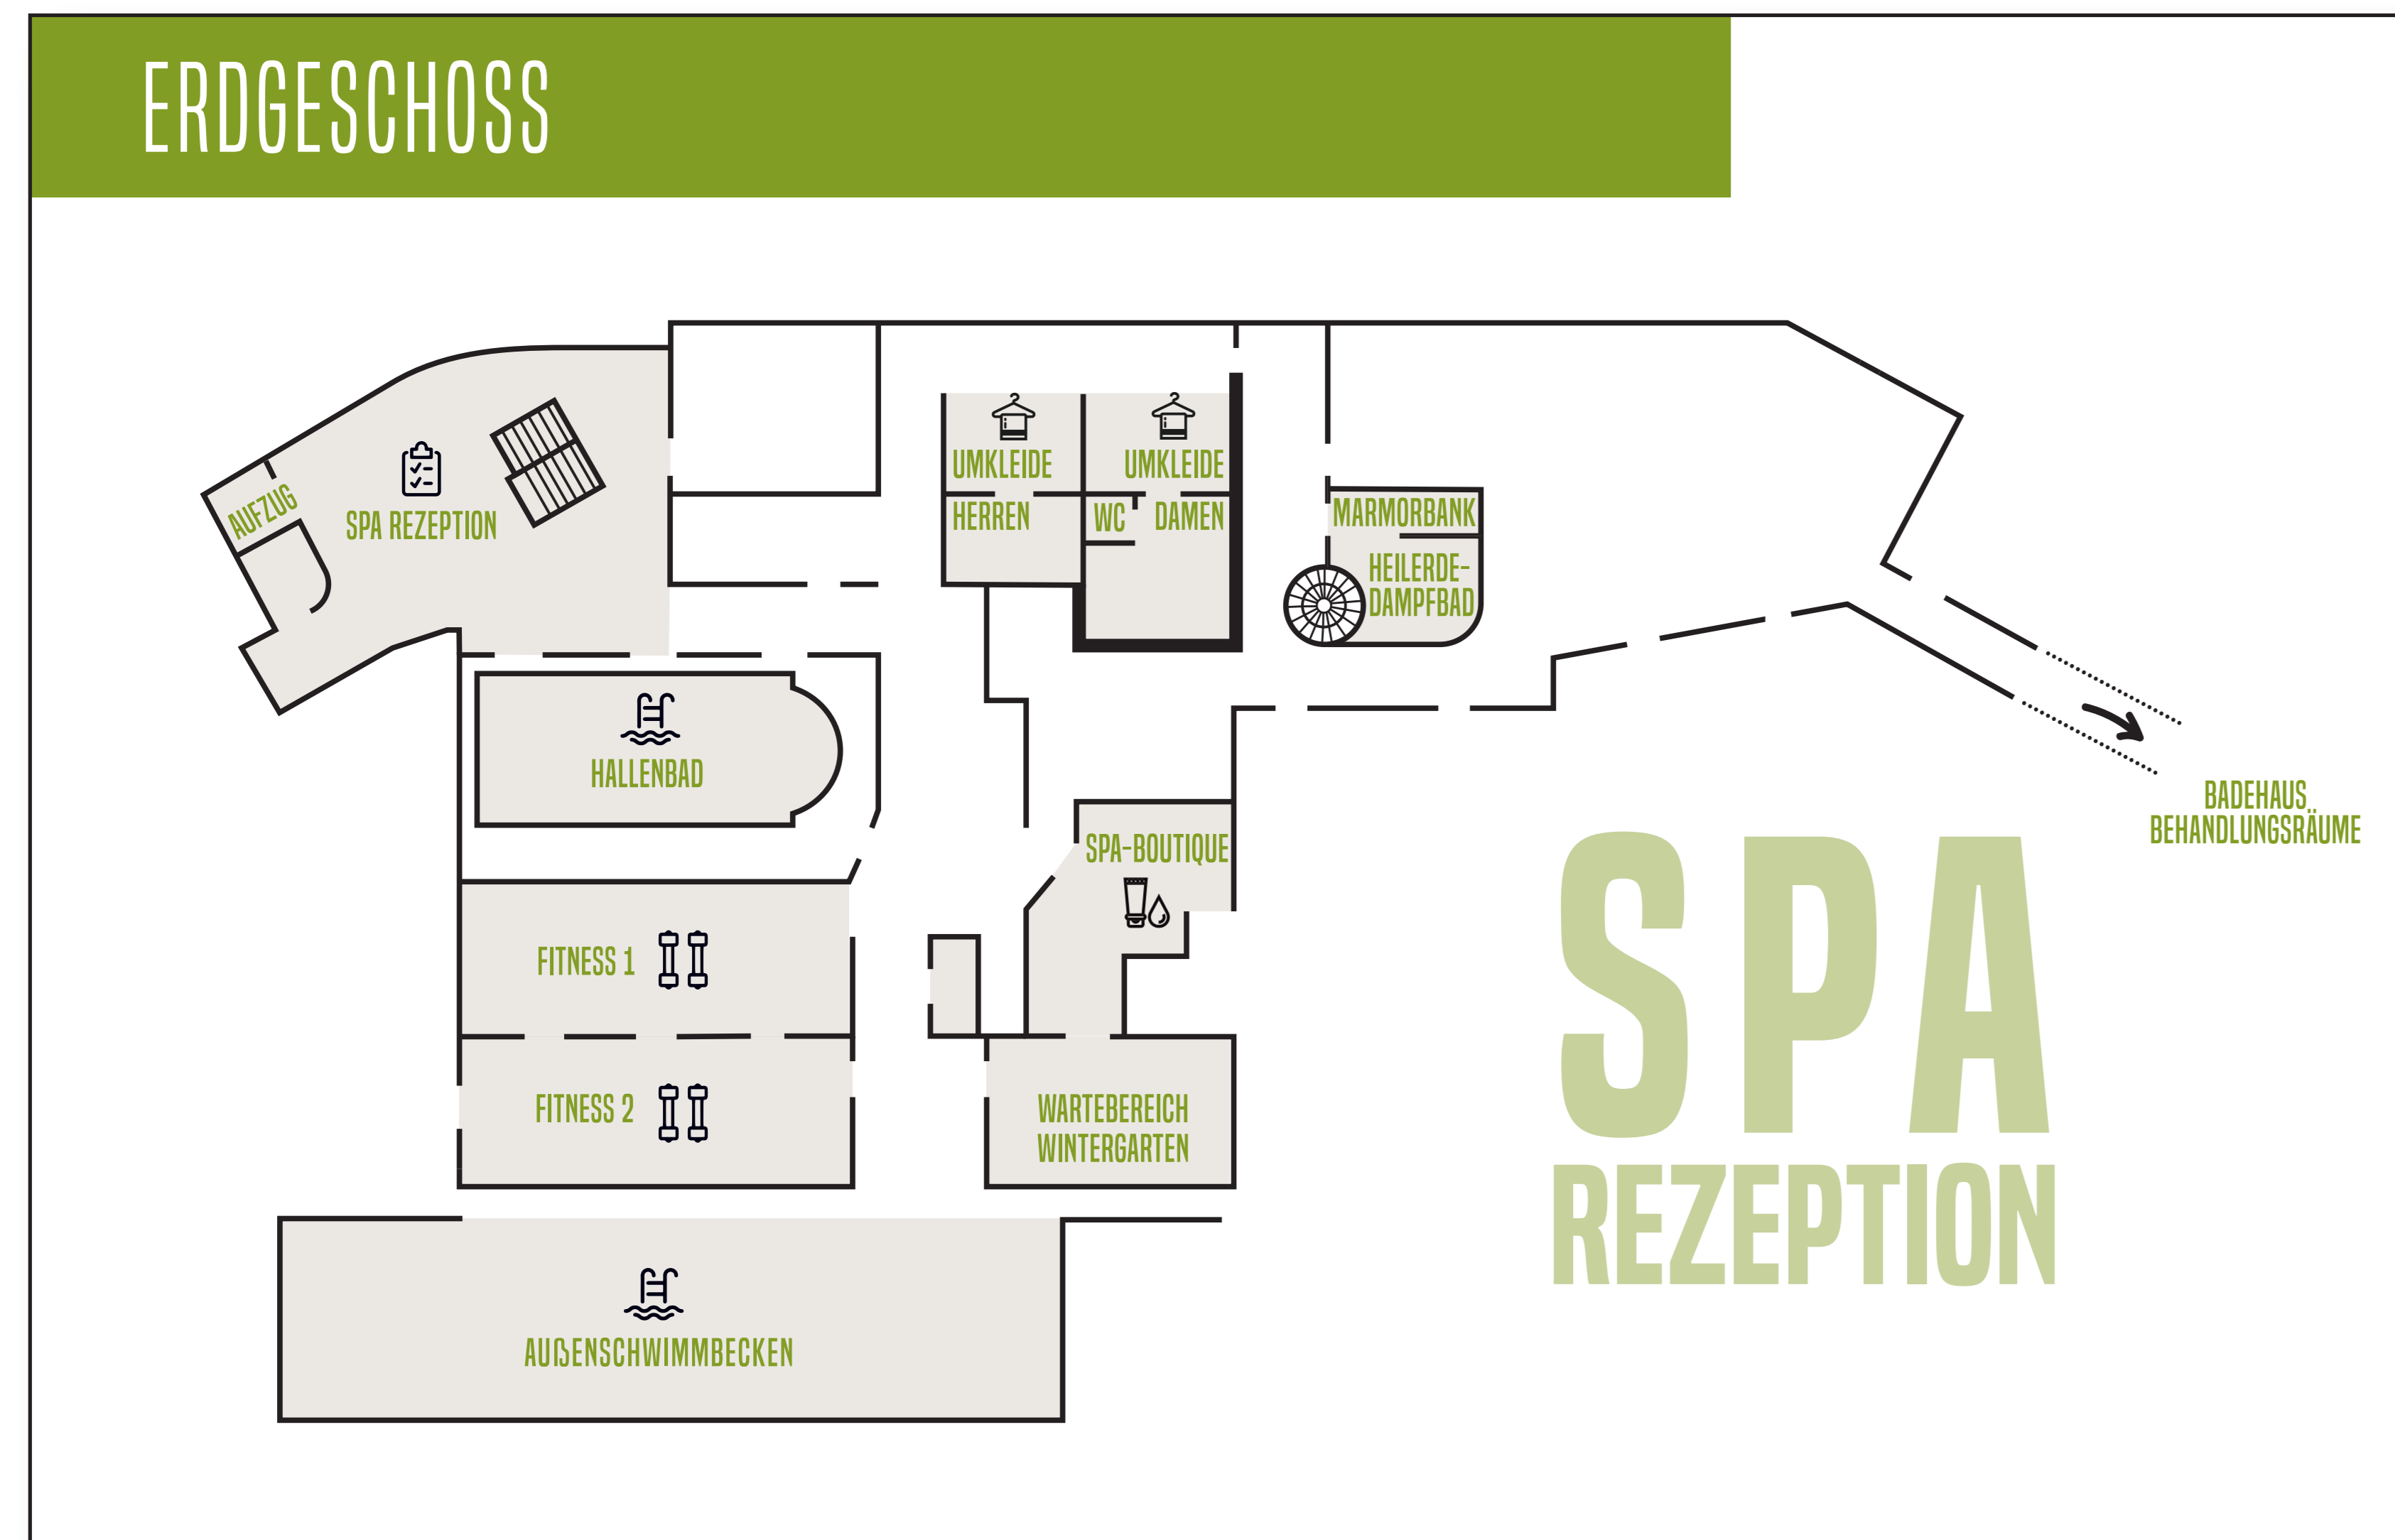 ERDGESCHOSS
AUFZUG
SPA REZEPTION
UMKLEIDE
HERREN
UMKLEIDE
WC
DAMEN
MARMORBANK
HEILERDE-
DAMPFBAD
HALLENBAD
SPA-BOUTIQUE
BADEHAUS
BEHANDLUNGSRÄUME
FITNESS 1
FITNESS 2
WARTEBEREICH
WINTERGARTEN
AUẞENSCHWIMMBECKEN
SPA
REZEPTION